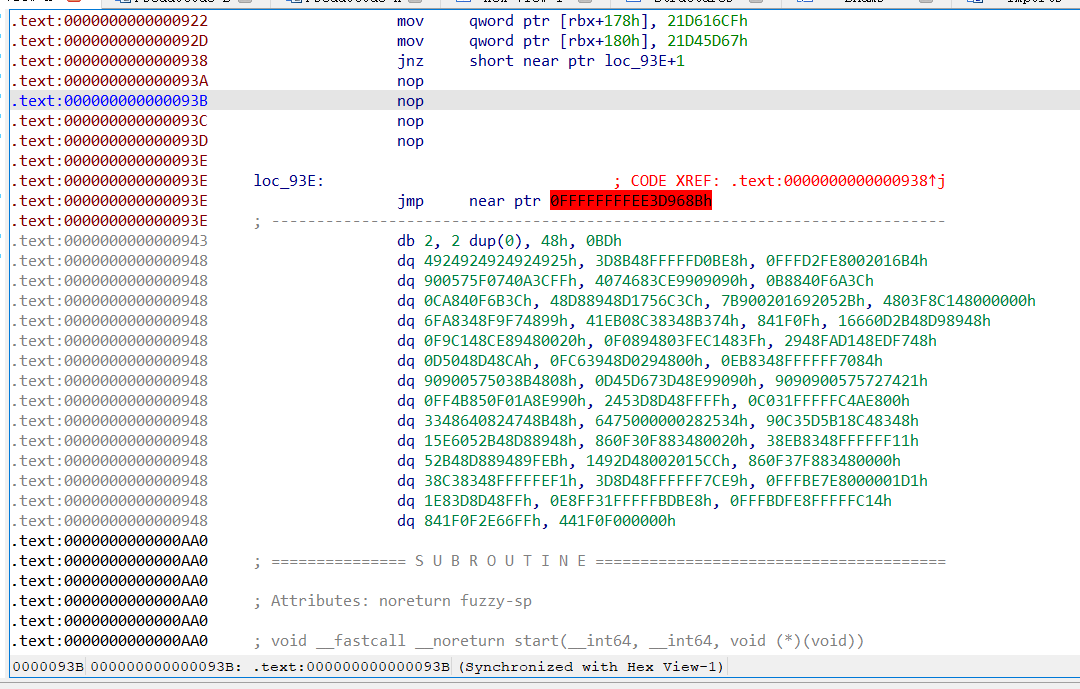 .text:0000000000000922 mov qword ptr [rbx+178h], 21D616CFh
.text:000000000000092D mov qword ptr [rbx+180h], 21D45D67h
.text:0000000000000938 jnz short near ptr loc_93E+1
.text:000000000000093A nop
.text:000000000000093B nop
.text:000000000000093C nop
.text:000000000000093D nop
.text:000000000000093E
.text:000000000000093E loc_93E: ; CODE XREF: .text:0000000000000938↑j
.text:000000000000093E jmp near ptr 0FFFFFFFFEE3D968Bh
.text:000000000000093E ; ---------------------------------------------------------------------------
.text:0000000000000943 db 2, 2 dup(0), 48h, 0BDh
.text:0000000000000948 dq 4924924924924925h, 3D8B48FFFFFD0BE8h, 0FFFD2FE8002016B4h
.text:0000000000000948 dq 900575F0740A3CFFh, 4074683CE9909090h, 0B8840F6A3Ch
.text:0000000000000948 dq 0CA840F6B3Ch, 48D88948D1756C3Ch, 7B900201692052Bh, 4803F8C148000000h
.text:0000000000000948 dq 6FA8348F9F74899h, 41EB08C38348B374h, 841F0Fh, 16660D2B48D98948h
.text:0000000000000948 dq 0F9C148CE89480020h, 0F0894803FEC1483Fh, 2948FAD148EDF748h
.text:0000000000000948 dq 0D5048D48CAh, 0FC63948D0294800h, 0EB8348FFFFFF7084h
.text:0000000000000948 dq 90900575038B4808h, 0D45D673D48E99090h, 9090900575727421h
.text:0000000000000948 dq 0FF4B850F01A8E990h, 2453D8D48FFFFh, 0C031FFFFFC4AE800h
.text:0000000000000948 dq 3348640824748B48h, 6475000000282534h, 90C35D5B18C48348h
.text:0000000000000948 dq 15E6052B48D88948h, 860F30F883480020h, 38EB8348FFFFFF11h
.text:0000000000000948 dq 52B48D889489FEBh, 1492D48002015CCh, 860F37F883480000h
.text:0000000000000948 dq 38C38348FFFFFEF1h, 3D8D48FFFFFF7CE9h, 0FFFBE7E8000001D1h
.text:0000000000000948 dq 1E83D8D48FFh, 0E8FF31FFFFFBDBE8h, 0FFFBDFE8FFFFFC14h
.text:0000000000000948 dq 841F0F2E66FFh, 441F0F000000h
.text:0000000000000AA0
.text:0000000000000AA0 ; =============== S U B R O U T I N E =======================================
.text:0000000000000AA0
.text:0000000000000AA0 ; Attributes: noreturn fuzzy-sp
.text:0000000000000AA0
.text:0000000000000AA0 ; void __fastcall __noreturn start(__int64, __int64, void (*)(void))
0000093B 000000000000093B: .text:000000000000093B (Synchronized with Hex View-1)